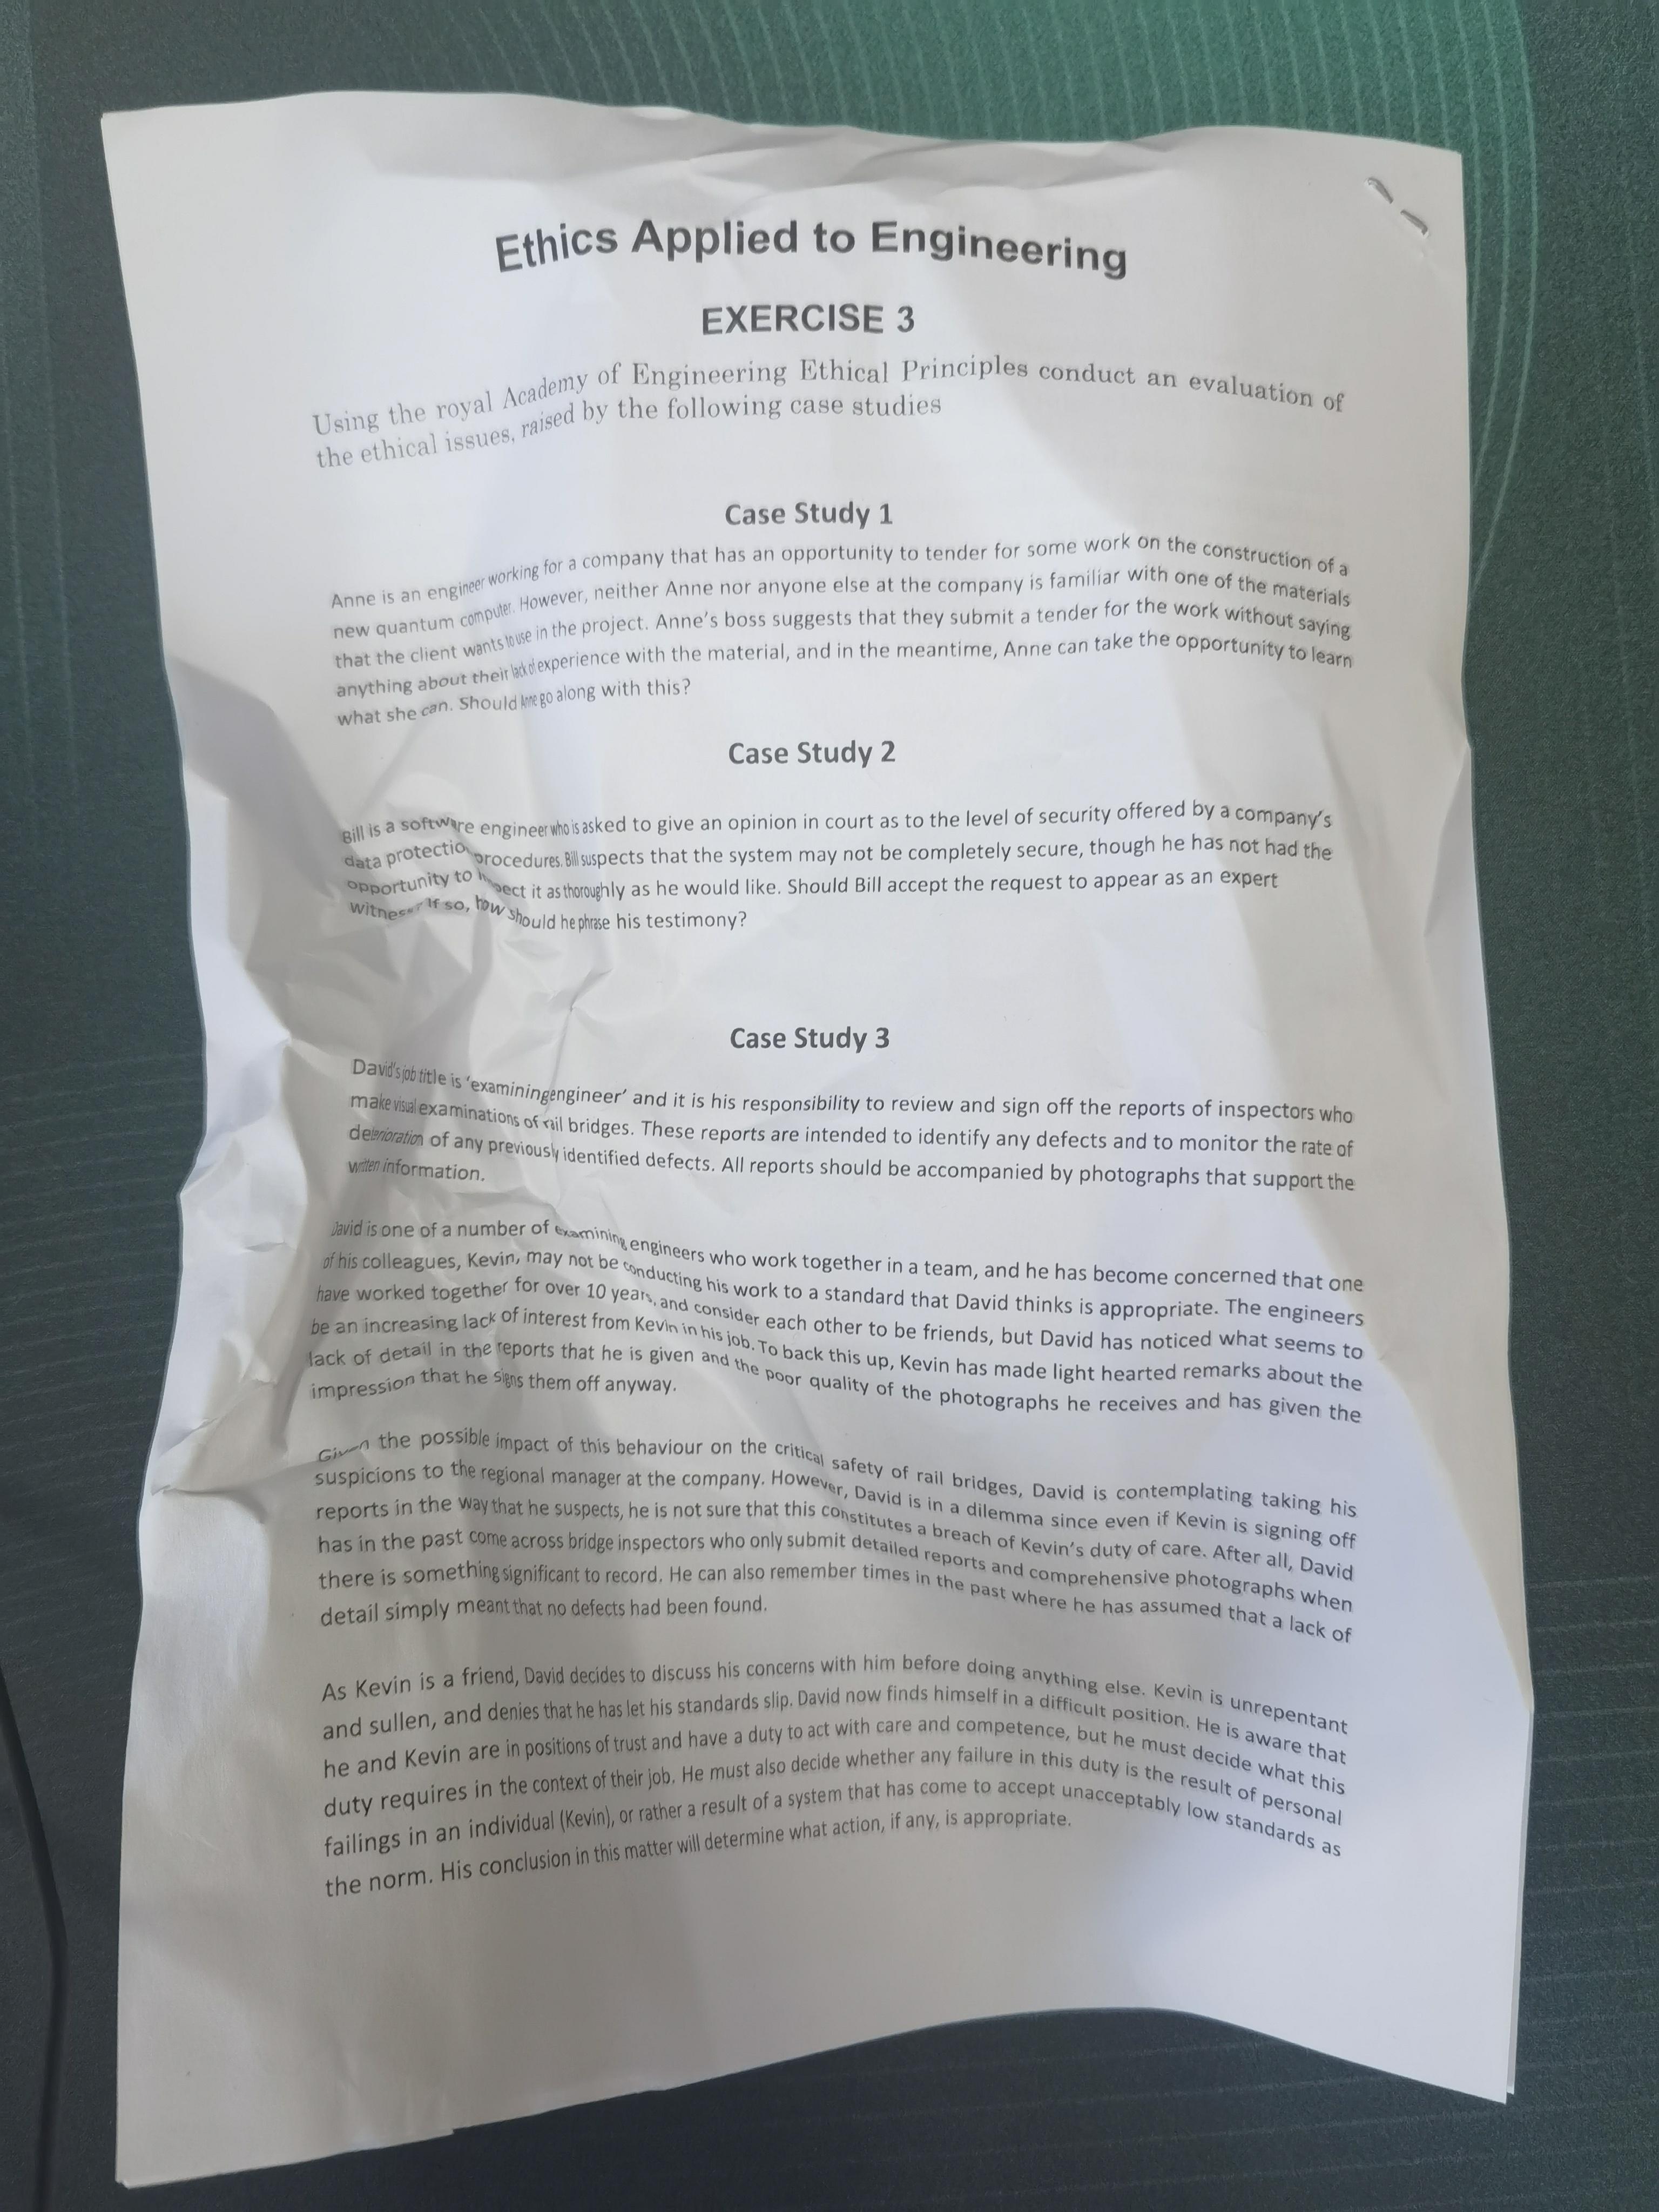 Ethics Applied to Engineering
EXERCISE 3
Using the royal Academy of Engineering Ethical Principles conduct an evaluation of
the ethical issues, raised by the following case studies
Case Study 1
Anne is an engineer working for a company that has an opportunity to tender for some work on the construction of a
new quantum computer. However, neither Anne nor anyone else at the company is familiar with one of the materials
that the client wants to use in the project. Anne's boss suggests that they submit a tender for the work without saying
anything about their lack of experience with the material, and in the meantime, Anne can take the opportunity to learn
what she can. Should Anne go along with this?
Case Study 2
Bill is a software engineer who is asked to give an opinion in court as to the level of security offered by a company's
data protection procedures. Bill suspects that the system may not be completely secure, though he has not had the
opportunity to inspect it as thoroughly as he would like. Should Bill accept the request to appear as an expert
witness? If so, how should he phrase his testimony?
Case Study 3
David's job title is 'examining engineer' and it is his responsibility to review and sign off the reports of inspectors who
make visual examinations of rail bridges. These reports are intended to identify any defects and to monitor the rate of
deterioration of any previously identified defects. All reports should be accompanied by photographs that support the
written information.
David is one of a number of examining engineers who work together in a team, and he has become concerned that one
of his colleagues, Kevin, may not be conducting his work to a standard that David thinks is appropriate. The engineers
have worked together for over 10 years, and consider each other to be friends, but David has noticed what seems to
be an increasing lack of interest from Kevin in his job. To back this up, Kevin has made light hearted remarks about the
lack of detail in the reports that he is given and the poor quality of the photographs he receives and has given the
impression that he signs them off anyway.
Given the possible impact of this behaviour on the critical safety of rail bridges, David is contemplating taking his
suspicions to the regional manager at the company. However, David is in a dilemma since even if Kevin is signing off
reports in the way that he suspects, he is not sure that this constitutes a breach of Kevin's duty of care. After all, David
has in the past come across bridge inspectors who only submit detailed reports and comprehensive photographs when
there is something significant to record. He can also remember times in the past where he has assumed that a lack of
detail simply meant that no defects had been found.
As Kevin is a friend, David decides to discuss his concerns with him before doing anything else. Kevin is unrepentant
and sullen, and denies that he has let his standards slip. David now finds himself in a difficult position. He is aware that
he and Kevin are in positions of trust and have a duty to act with care and competence, but he must decide what this
duty requires in the context of their job. He must also decide whether any failure in this duty is the result of personal
failings in an individual (Kevin), or rather a result of a system that has come to accept unacceptably low standards as
the norm. His conclusion in this matter will determine what action, if any, is appropriate.